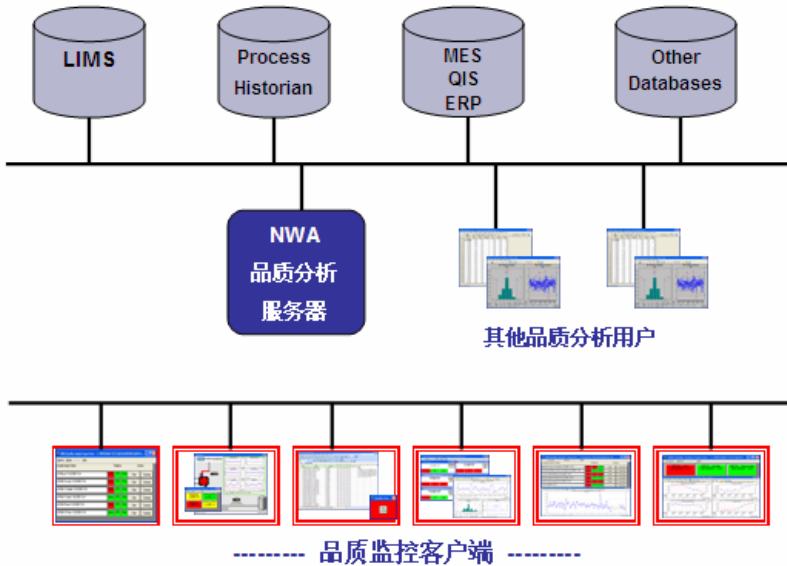 LIMS
Process
Historian
MES
QIS
ERP
Other
Databases
NWA
品质分析
服务器
其他品质分析用户
--------- 品质监控客户端 ---------